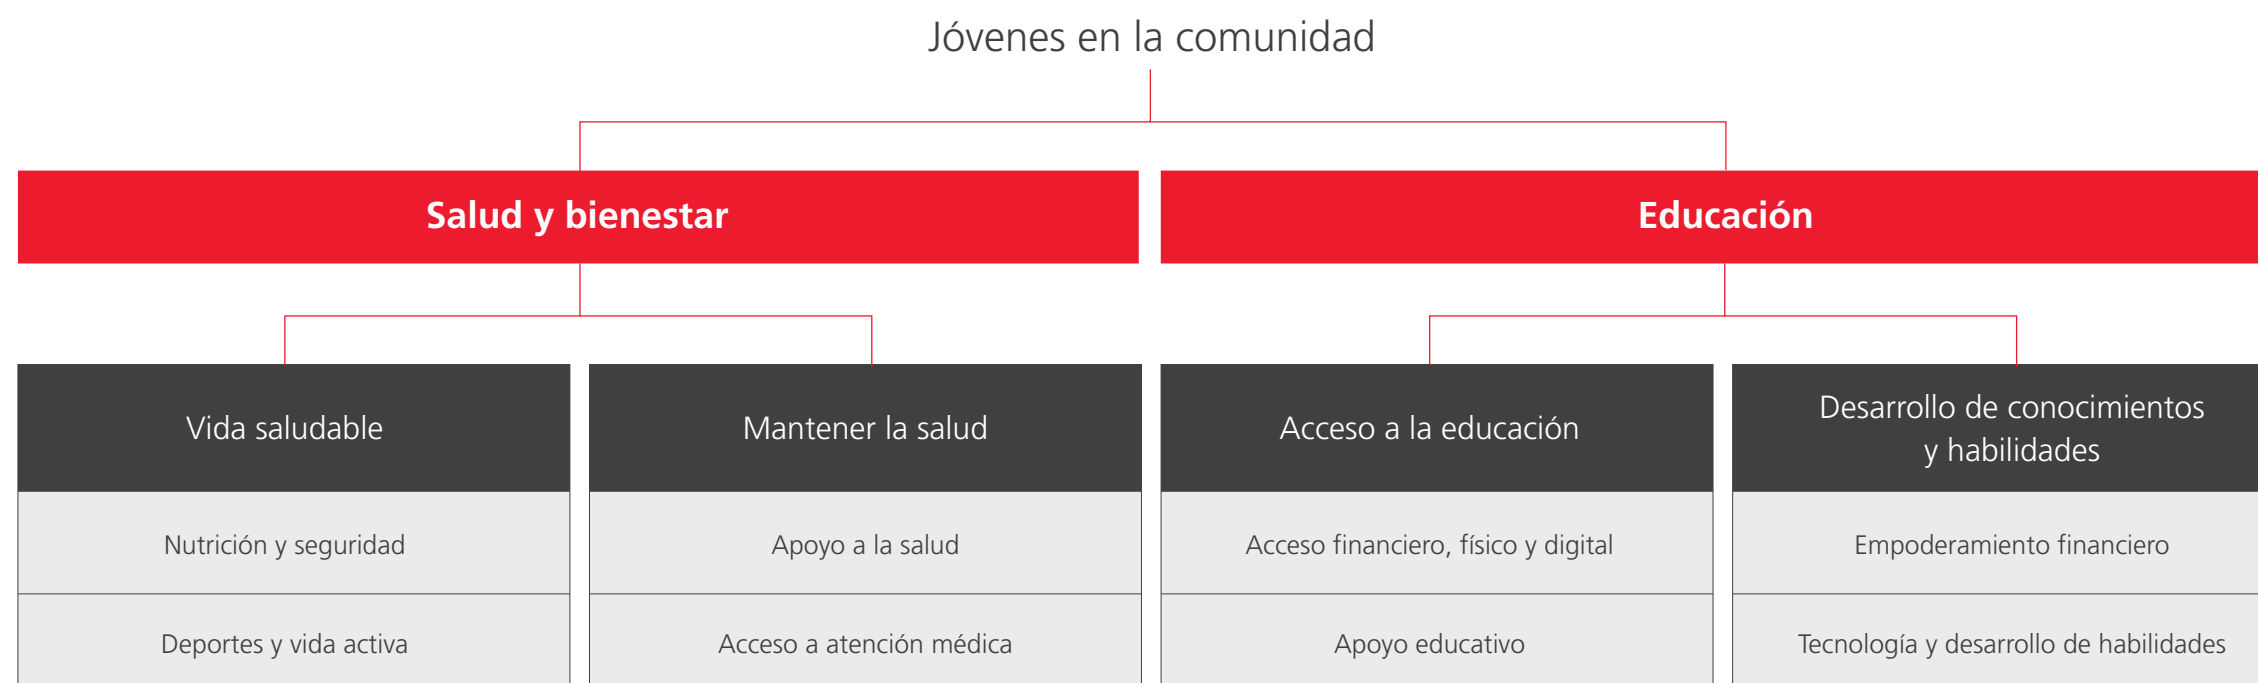 Jóvenes en la comunidad
Salud y bienestar
Educación
Vida saludable
Mantener la salud
Acceso a la educación
Desarrollo de conocimientos
y habilidades
Nutrición y seguridad
Apoyo a la salud
Acceso financiero, físico y digital
Empoderamiento financiero
Deportes y vida activa
Acceso a atención médica
Apoyo educativo
Tecnología y desarrollo de habilidades